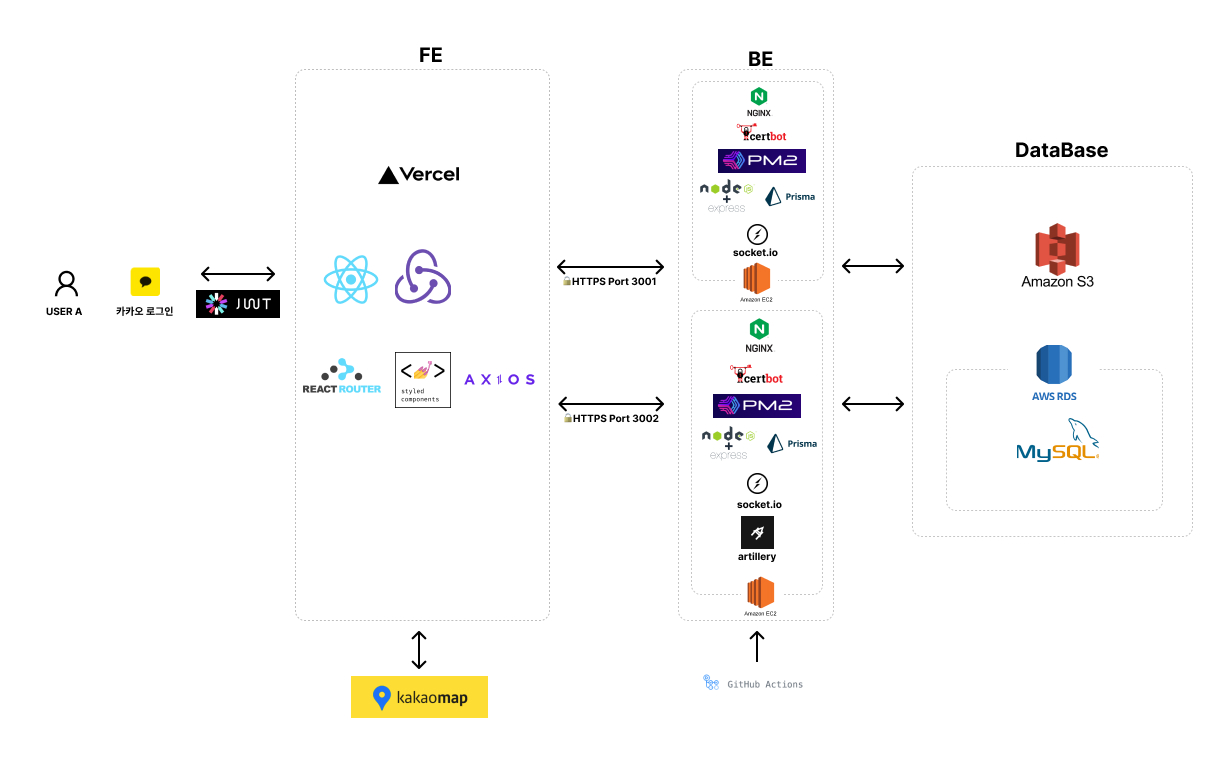 FE
BE
DataBase
USER A
카카오 로그인
JWT
Vercel
REACT ROUTER
styled
components
AXIOS
kakaomap
HTTPS Port 3001
HTTPS Port 3002
NGINX
certbot
PM2
node JS
+
express
Prisma
socket.io
Amazon EC2
NGINX
certbot
PM2
node JS
+
express
Prisma
socket.io
artillery
Amazon EC2
GitHub Actions
Amazon S3
AWS RDS
MySQL